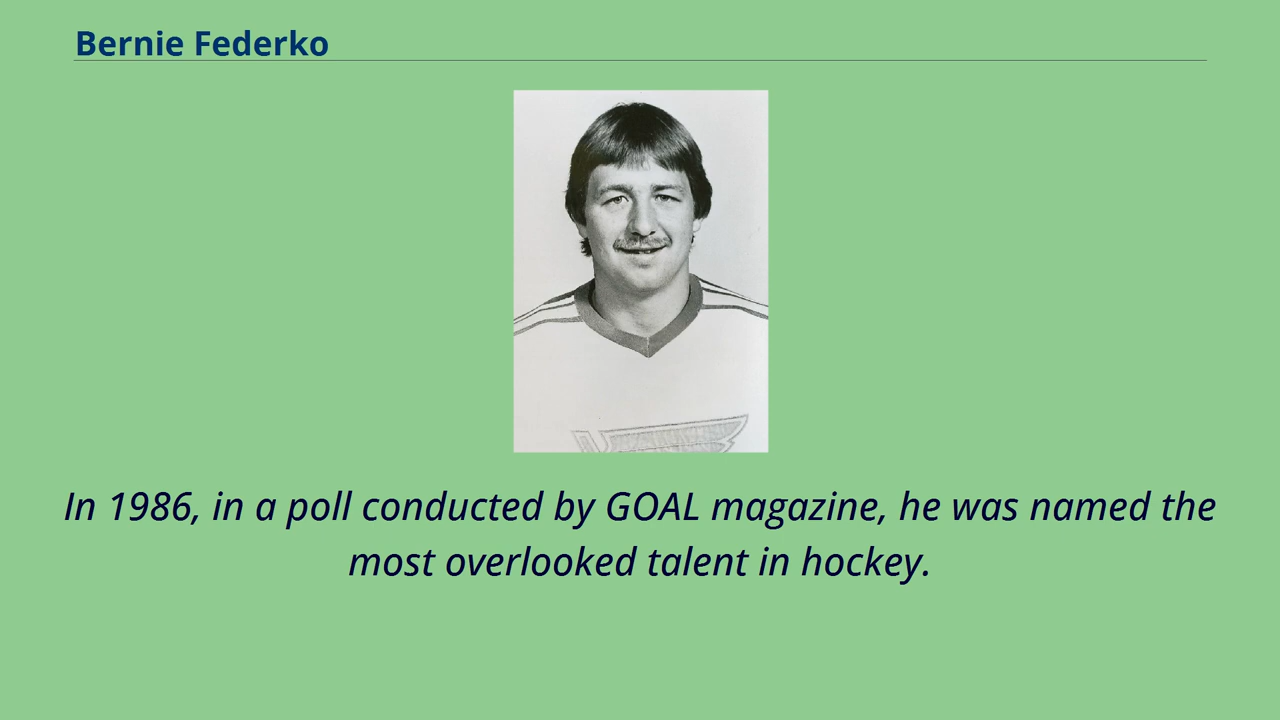 Bernie Federko
In 1986, in a poll conducted by GOAL magazine, he was named the
most overlooked talent in hockey.